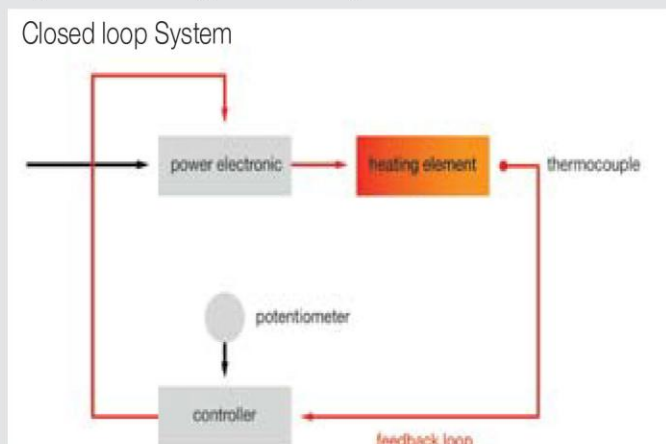 Closed loop System
power electronic
heating element
thermocouple
potentiometer
controller
feedback loop